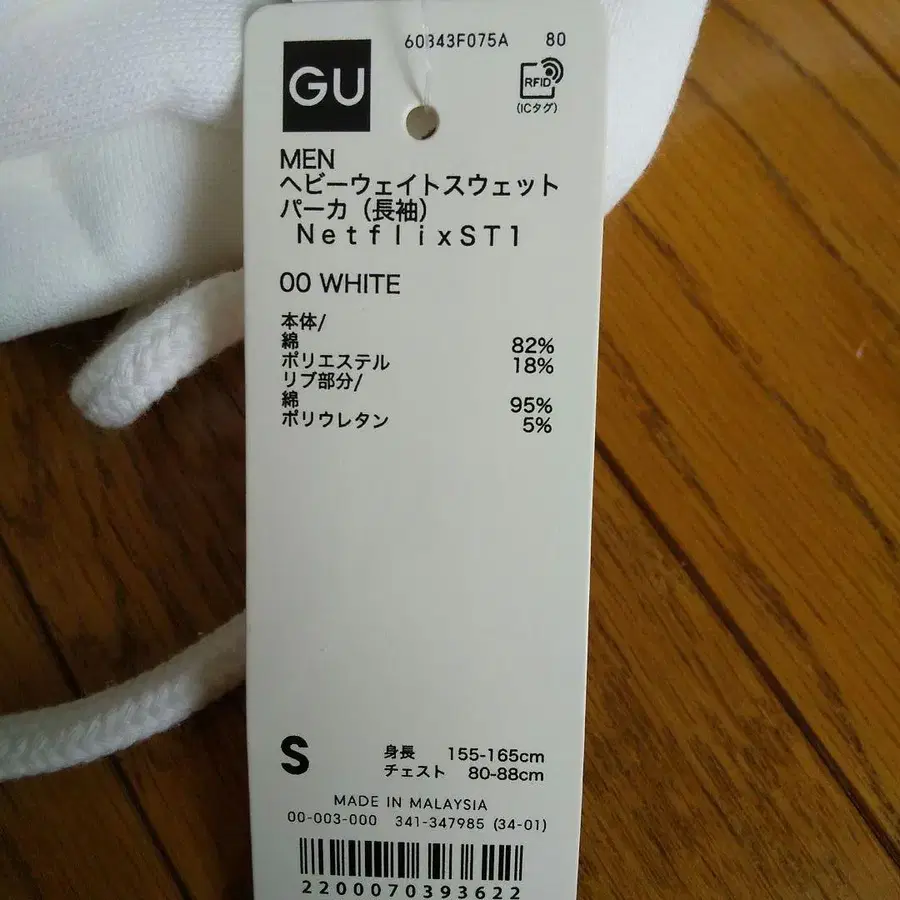 60343F075A 80
GU
RFID
(ICタグ)
MEN
ヘビーウェイトスウェット
パーカ（長袖）
NetflixST1
00 WHITE
本体/
綿 82%
ポリエステル 18%
リブ部分/
綿 95%
ポリウレタン 5%
S
身長 155-165cm
チェスト 80-88cm
MADE IN MALAYSIA
00-003-000 341-347985 (34-01)
2200070393622